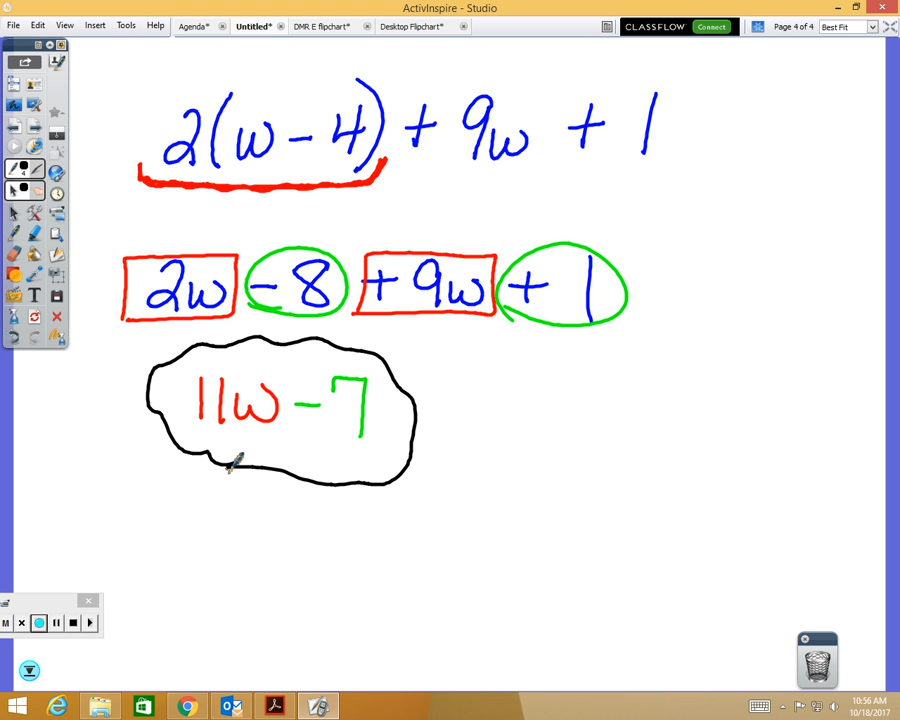 ActivInspire - Studio
File Edit View Insert Tools Help Agenda* Untitled* DMR E flipchart* Desktop Flipchart* CLASSFLOW Connect Page 4 of 4 Best Fit
2(w - 4) + 9w + 1
2w - 8 + 9w + 1
11w - 7
4
T
M
10:56 AM
10/18/2017